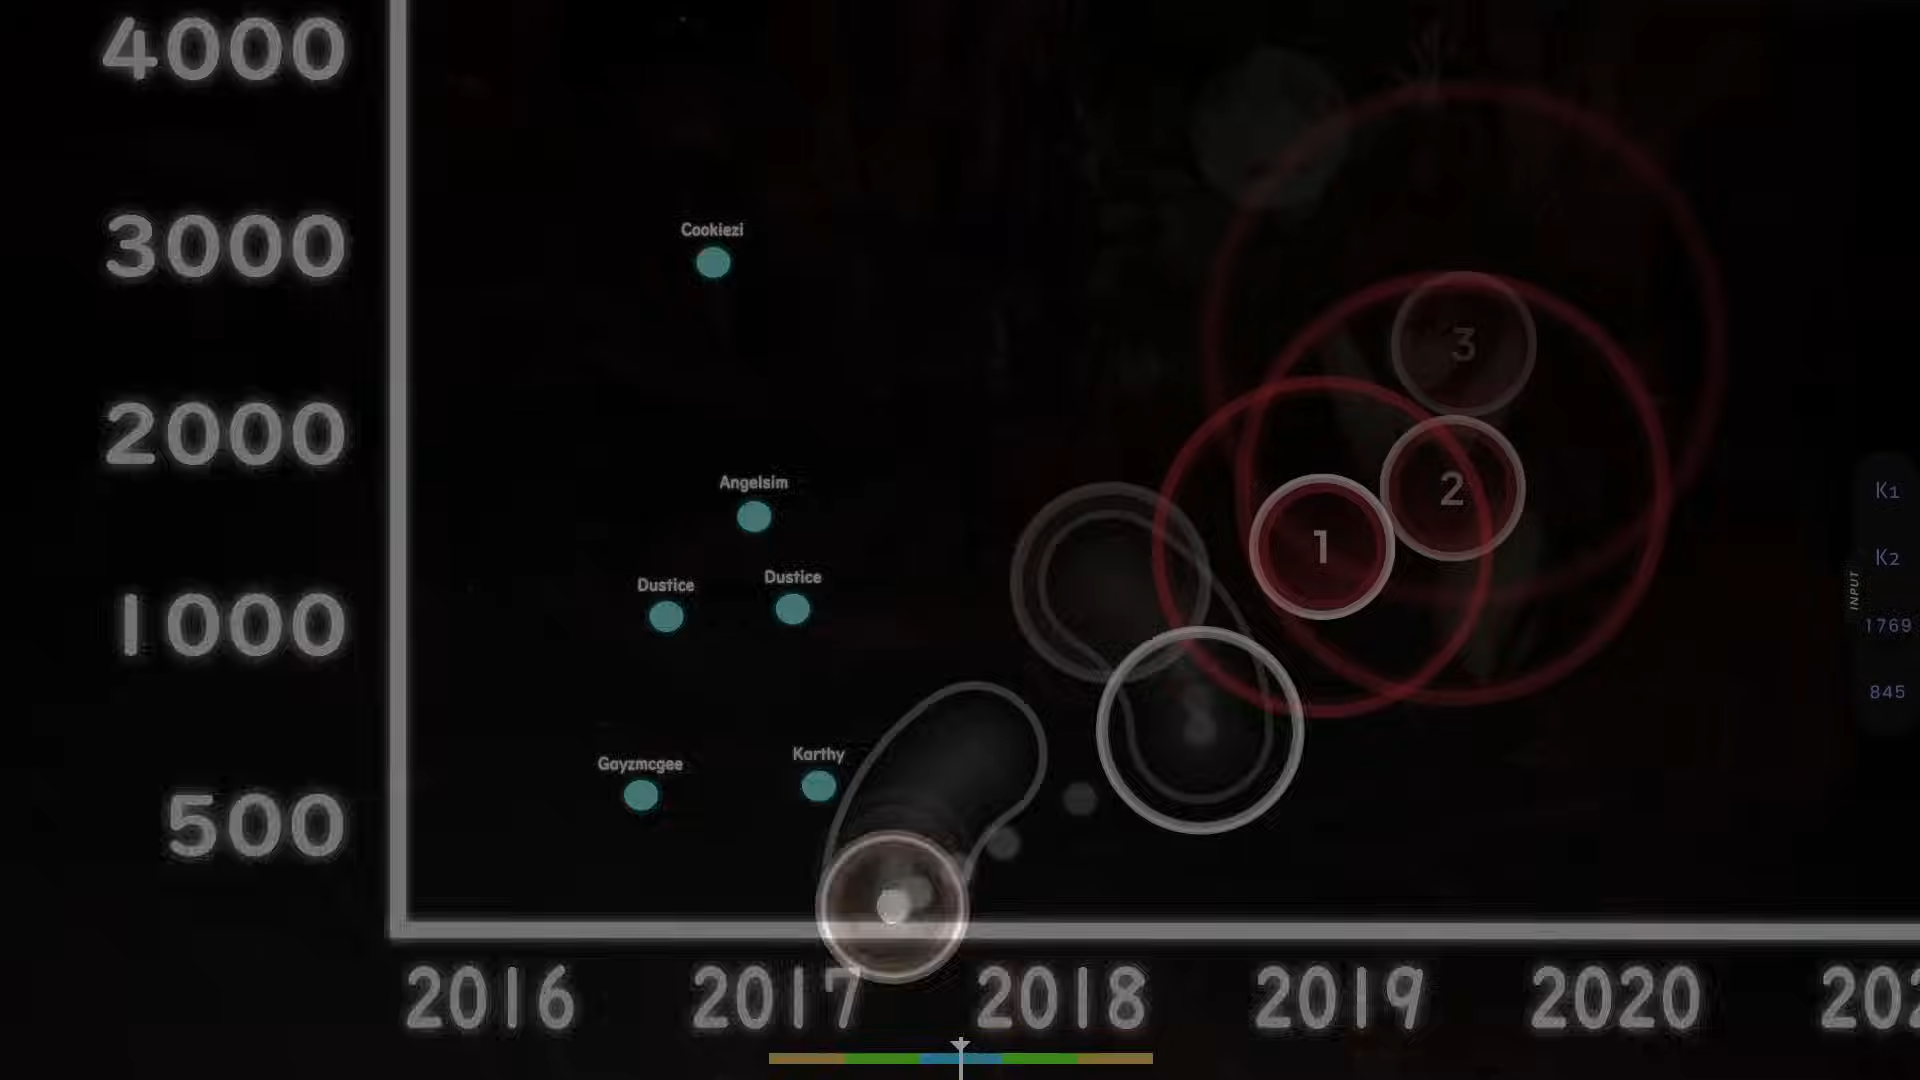 4000
3000
Cookiezi
3
2000
Angelsim
2
K1
1
K2
Dustice
Dustice
INPUT
1000
1769
845
Gayzmcgee
Karthy
500
2016
2017
2018
2019
2020